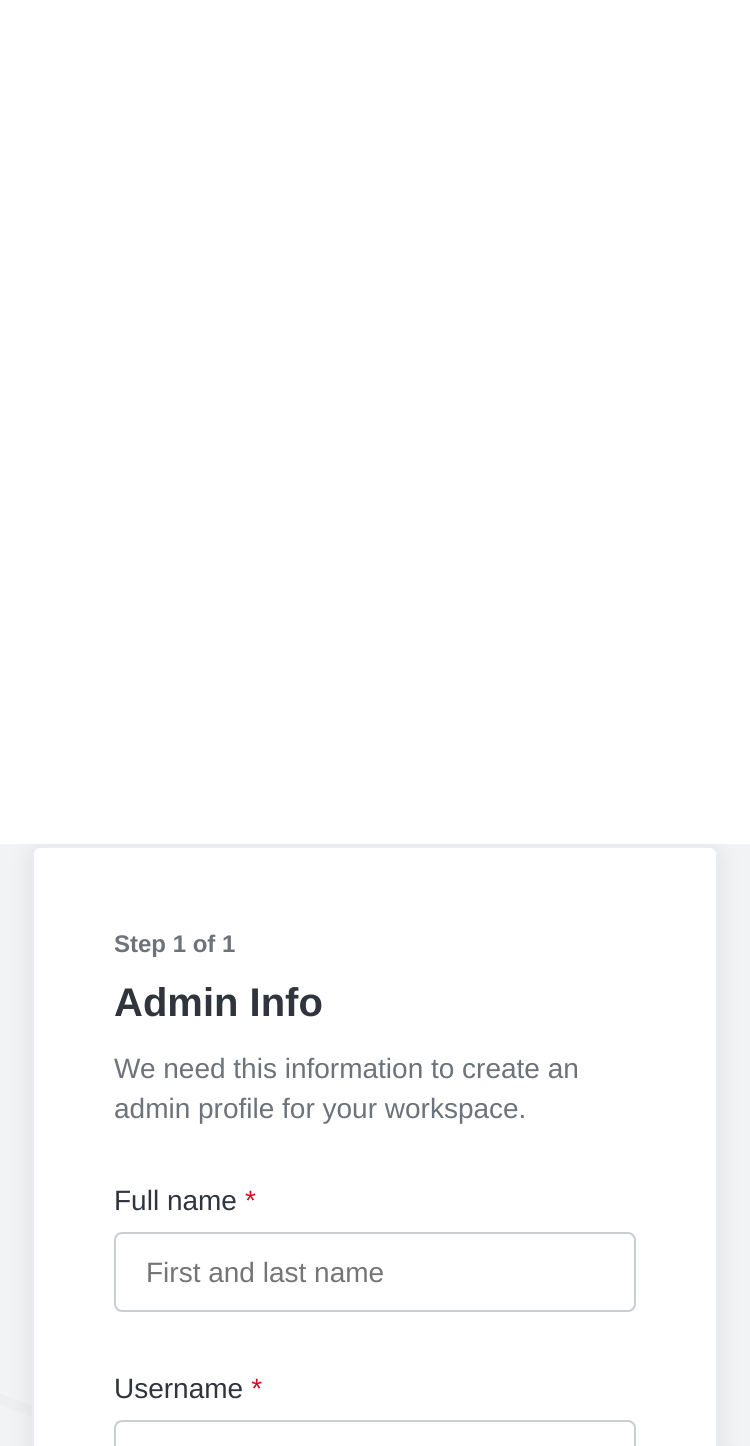 Step 1 of 1
Admin Info
We need this information to create an
admin profile for your workspace.
Full name *
First and last name
Username *